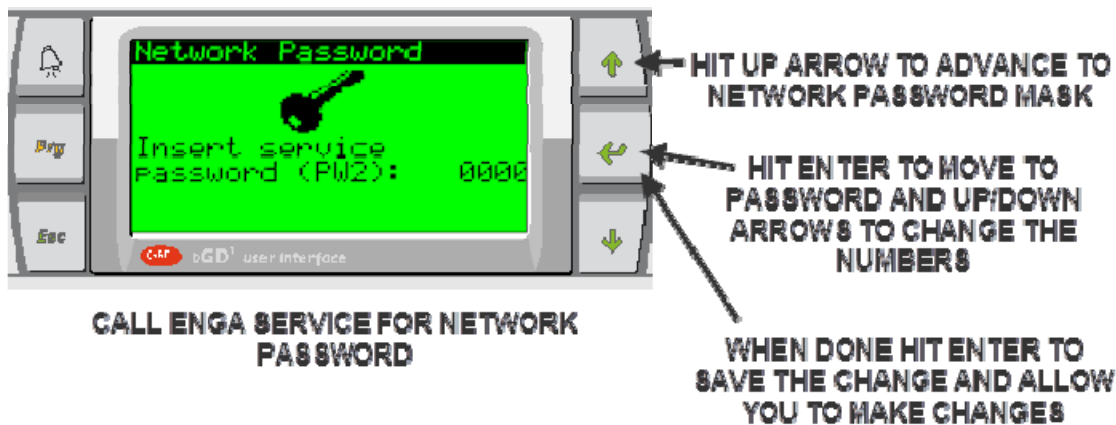 Network Password
Insert service
password (PW2): 0000
Prg
Esc
pGD¹ user interface
HIT UP ARROW TO ADVANCE TO
NETWORK PASSWORD MASK
HIT ENTER TO MOVE TO
PASSWORD AND UP/DOWN
ARROWS TO CHANGE THE
NUMBERS
WHEN DONE HIT ENTER TO
SAVE THE CHANGE AND ALLOW
YOU TO MAKE CHANGES
CALL ENGA SERVICE FOR NETWORK
PASSWORD